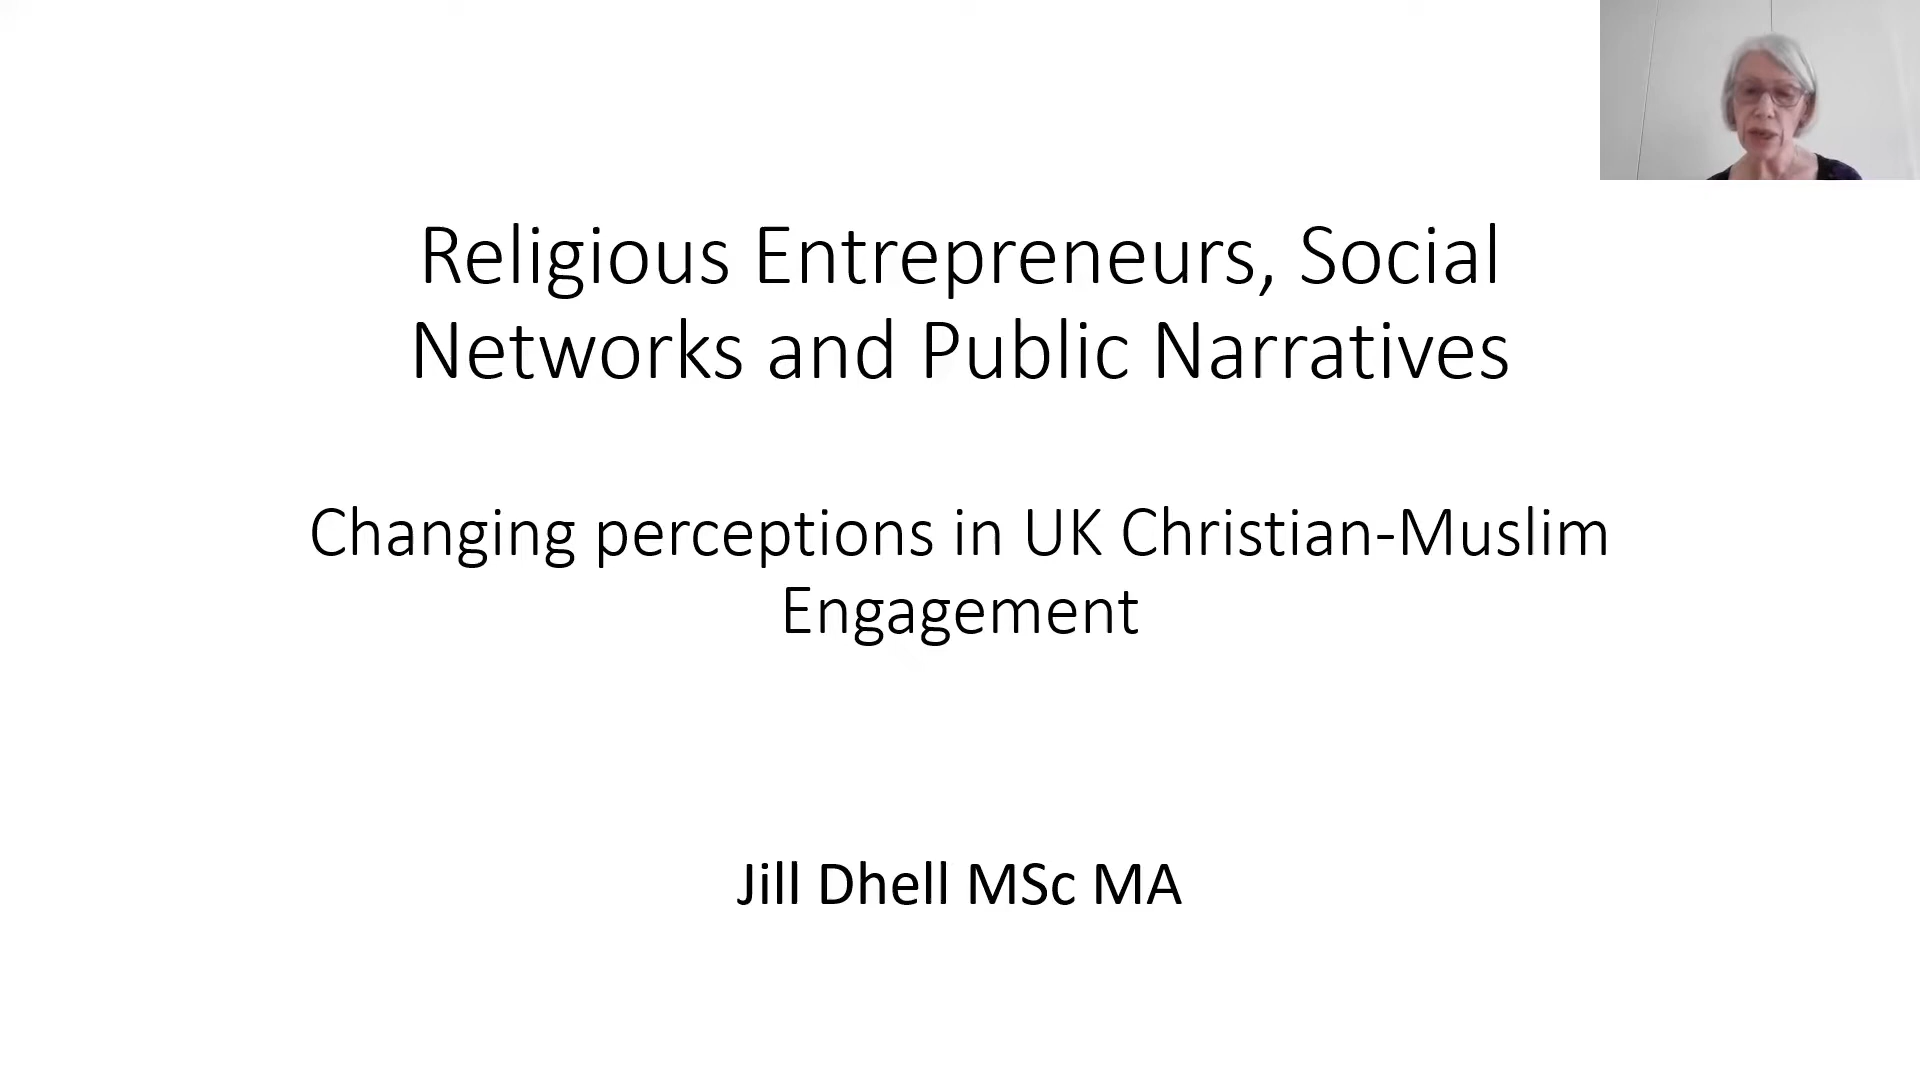 Religious Entrepreneurs, Social
Networks and Public Narratives
Changing perceptions in UK Christian-Muslim
Engagement
Jill Dhell MSc MA